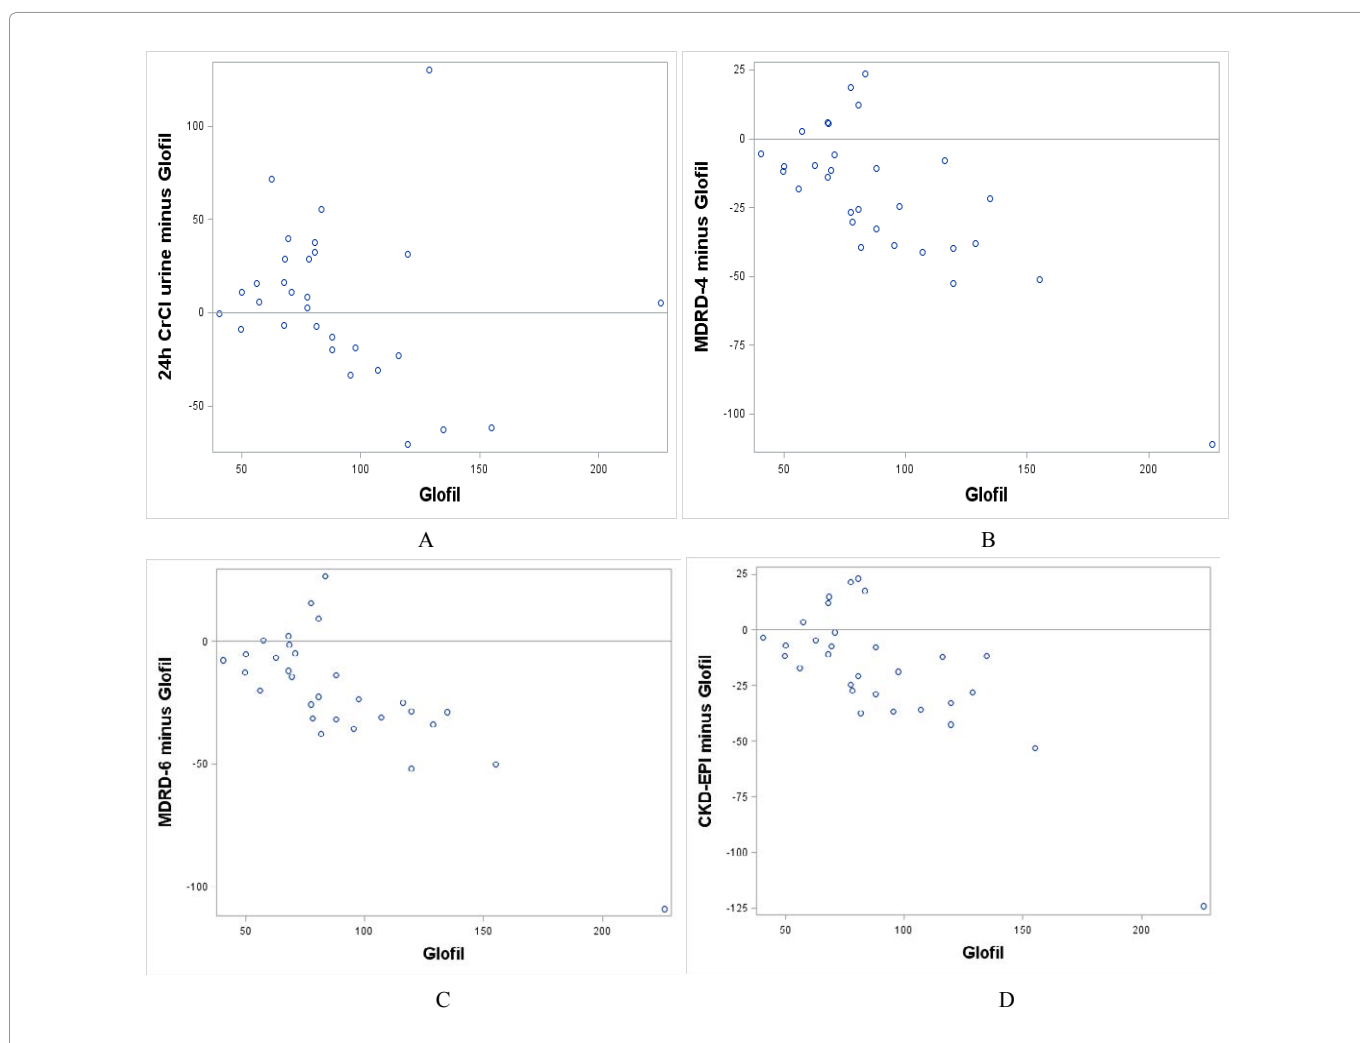 24h CrCl urine minus Glofil
100
50
0
-50
50 100 150 200
Glofil
A
MDRD-4 minus Glofil
25
0
-25
-50
-75
-100
50 100 150 200
Glofil
B
MDRD-6 minus Glofil
0
-50
-100
50 100 150 200
Glofil
C
CKD-EPI minus Glofil
25
0
-25
-50
-75
-100
-125
50 100 150 200
Glofil
D